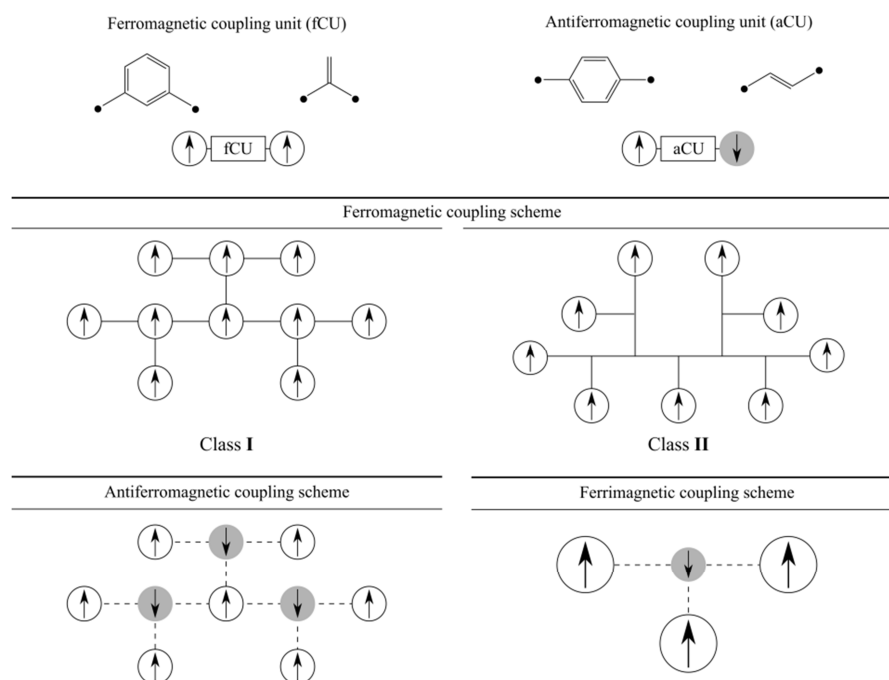 Ferromagnetic coupling unit (fCU)
Antiferromagnetic coupling unit (aCU)
fCU
aCU
Ferromagnetic coupling scheme
Class I
Class II
Antiferromagnetic coupling scheme
Ferrimagnetic coupling scheme